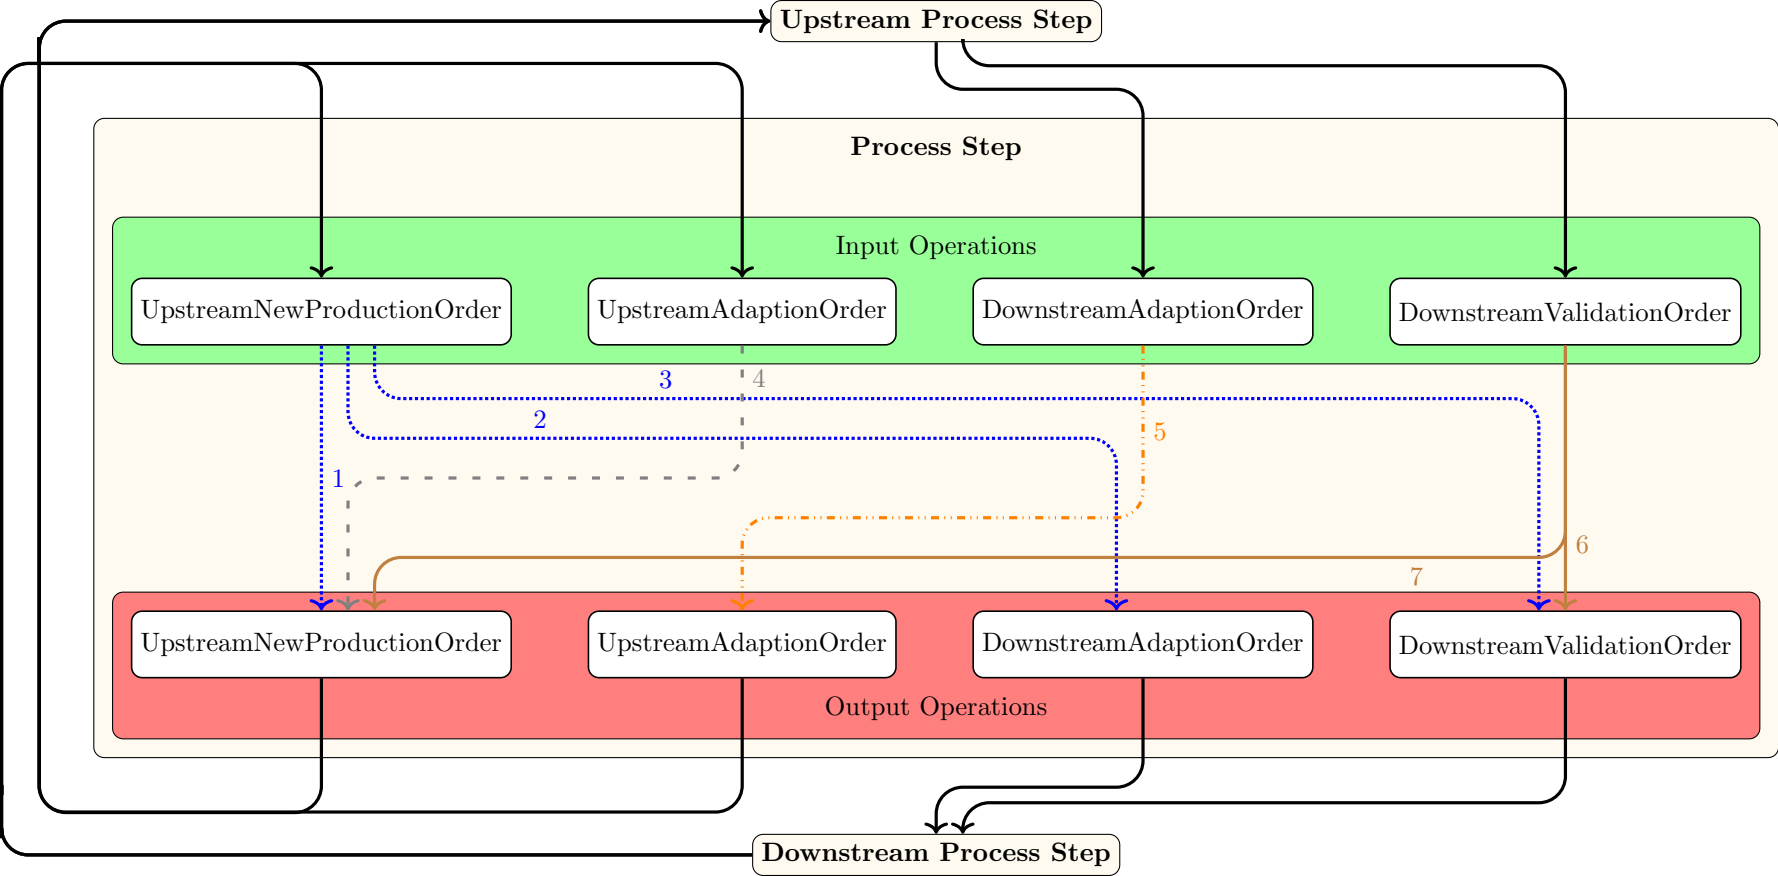 Upstream Process Step
Process Step
Input Operations
UpstreamNewProductionOrder
UpstreamAdaptionOrder
DownstreamAdaptionOrder
DownstreamValidationOrder
3
4
2
5
1
6
7
UpstreamNewProductionOrder
UpstreamAdaptionOrder
DownstreamAdaptionOrder
DownstreamValidationOrder
Output Operations
Downstream Process Step